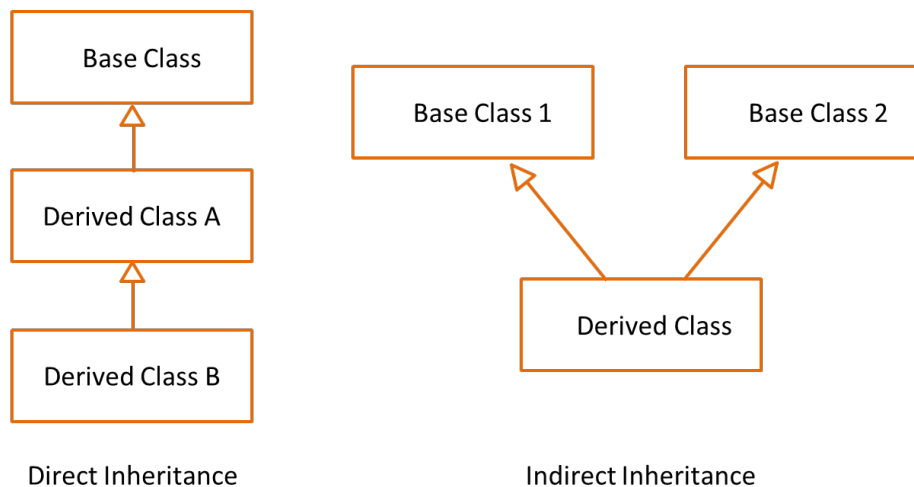 Base Class
Derived Class A
Derived Class B
Direct Inheritance
Base Class 1
Base Class 2
Derived Class
Indirect Inheritance